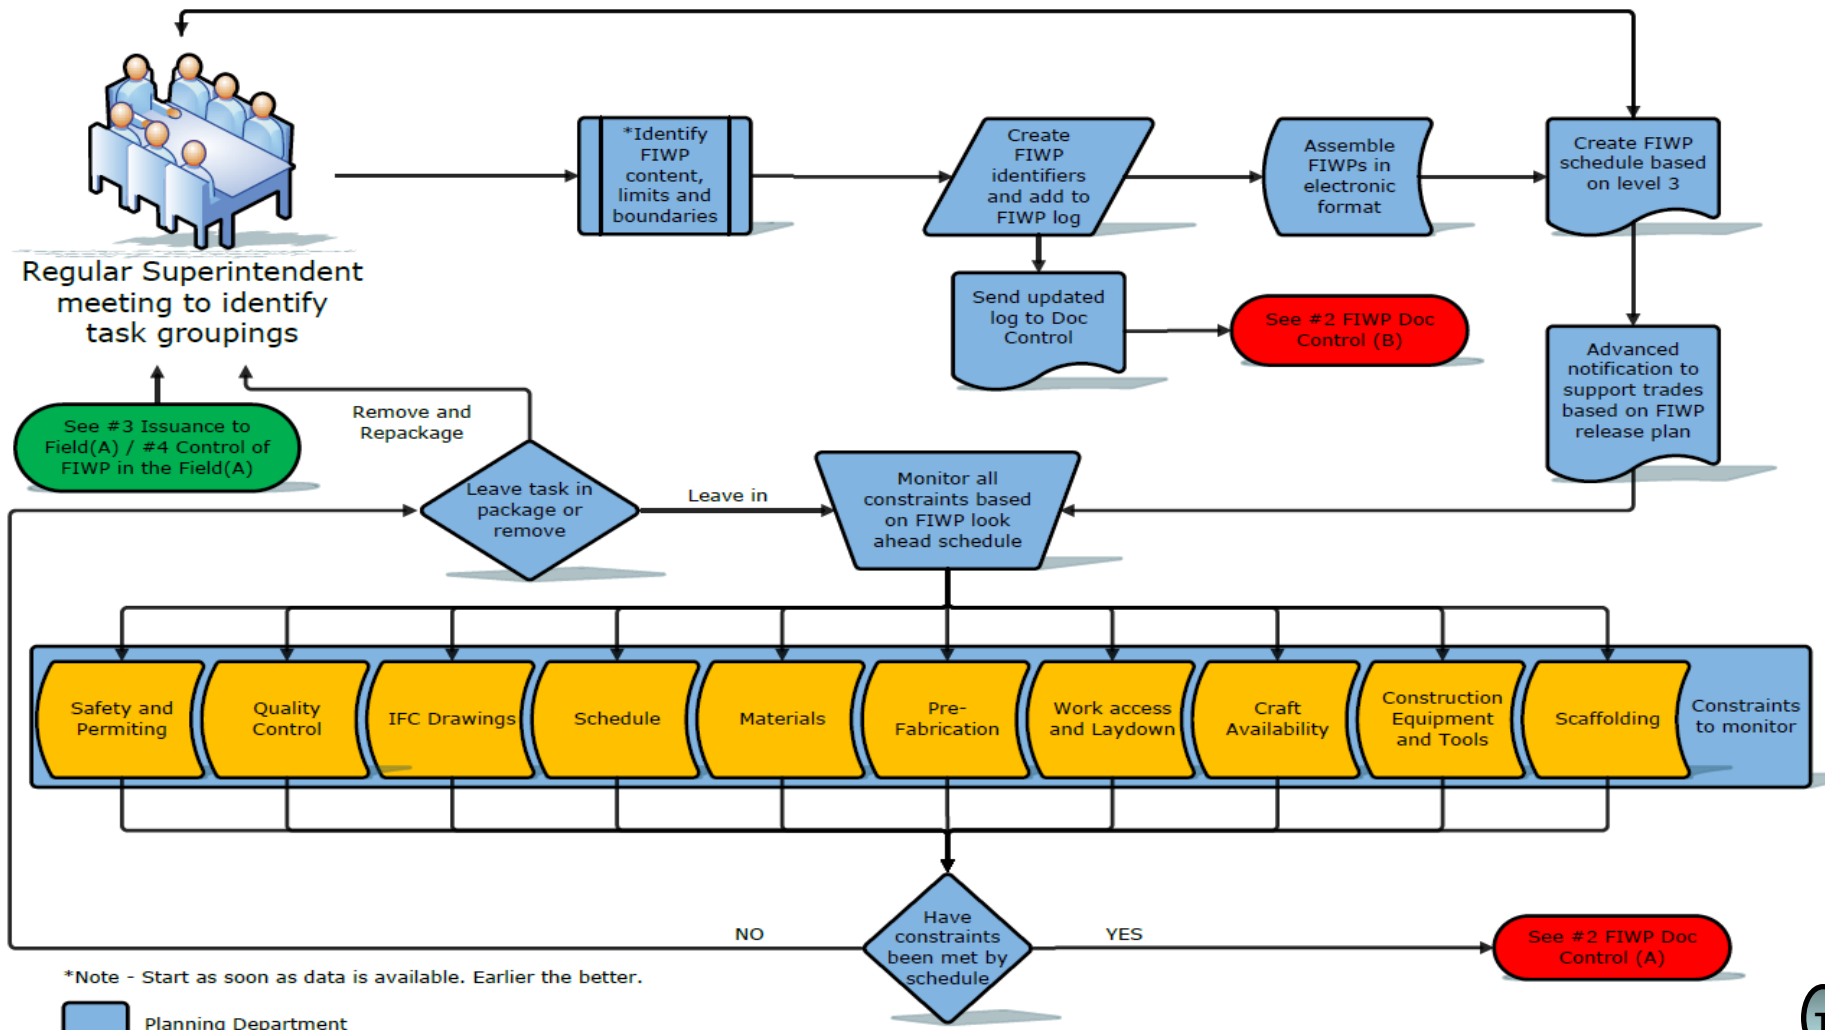 *Identify
FIWP
content,
limits and
boundaries
Create
FIWP
identifiers
and add to
FIWP log
Assemble
FIWPs in
electronic
format
Create FIWP
schedule based
on level 3
Regular Superintendent
meeting to identify
task groupings
Send updated
log to Doc
Control
See #2 FIWP Doc
Control (B)
Advanced
notification to
support trades
based on FIWP
release plan
See #3 Issuance to
Field(A) / #4 Control of
FIWP in the Field(A)
Remove and
Repackage
Leave task in
package or
remove
Leave in
Monitor all
constraints based
on FIWP look
ahead schedule
Safety and
Permiting
Quality
Control
IFC Drawings
Schedule
Materials
Pre-
Fabrication
Work access
and Laydown
Craft
Availability
Construction
Equipment
and Tools
Scaffolding
Constraints
to monitor
NO
Have
constraints
been met by
schedule
YES
See #2 FIWP Doc
Control (A)
*Note - Start as soon as data is available. Earlier the better.
Planning Department